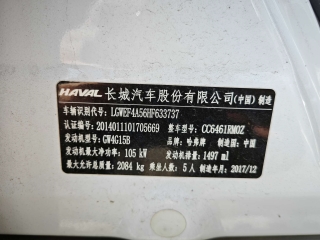 HAVAL 长城汽车股份有限公司(中国) 制造
车辆识别代号: LGWEF4A56HF633737
认证编号: 2014011101705669 整车型号: CC6461RM0Z
发动机型号: GW4G15B 品牌: 哈弗牌 制造国: 中国
发动机最大净功率: 105 kW 发动机排量: 1497 ml
最大允许总质量: 2084 kg 乘坐人数: 5 人 制造年月: 2017/12